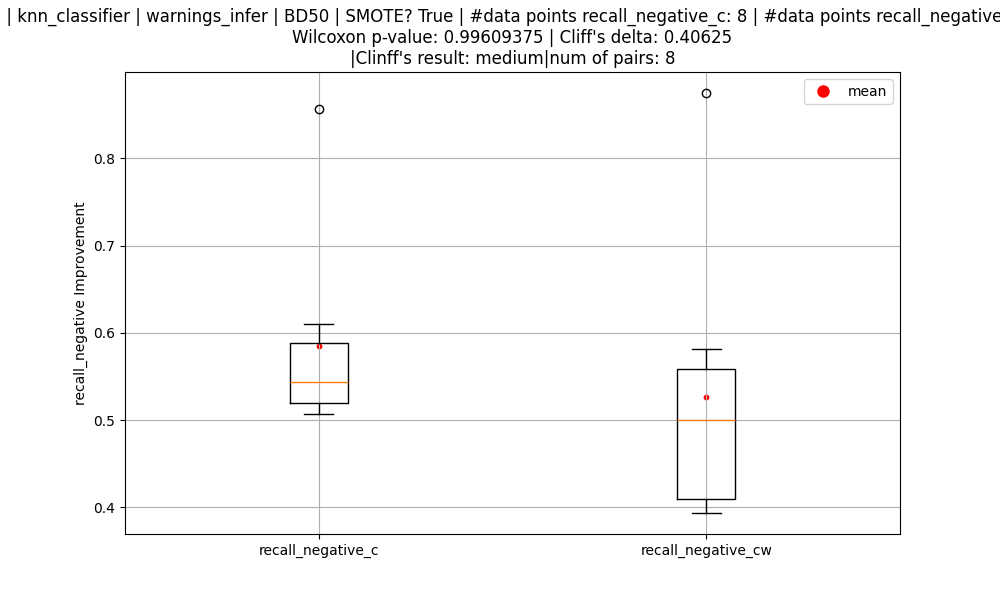 | knn_classifier | warnings_infer | BD50 | SMOTE? True | #data points recall_negative_c: 8 | #data points recall_negative
Wilcoxon p-value: 0.99609375 | Cliff's delta: 0.40625
|Clinff's result: medium|num of pairs: 8
mean
0.8
0.7
0.6
0.5
0.4
recall_negative Improvement
recall_negative_c
recall_negative_cw